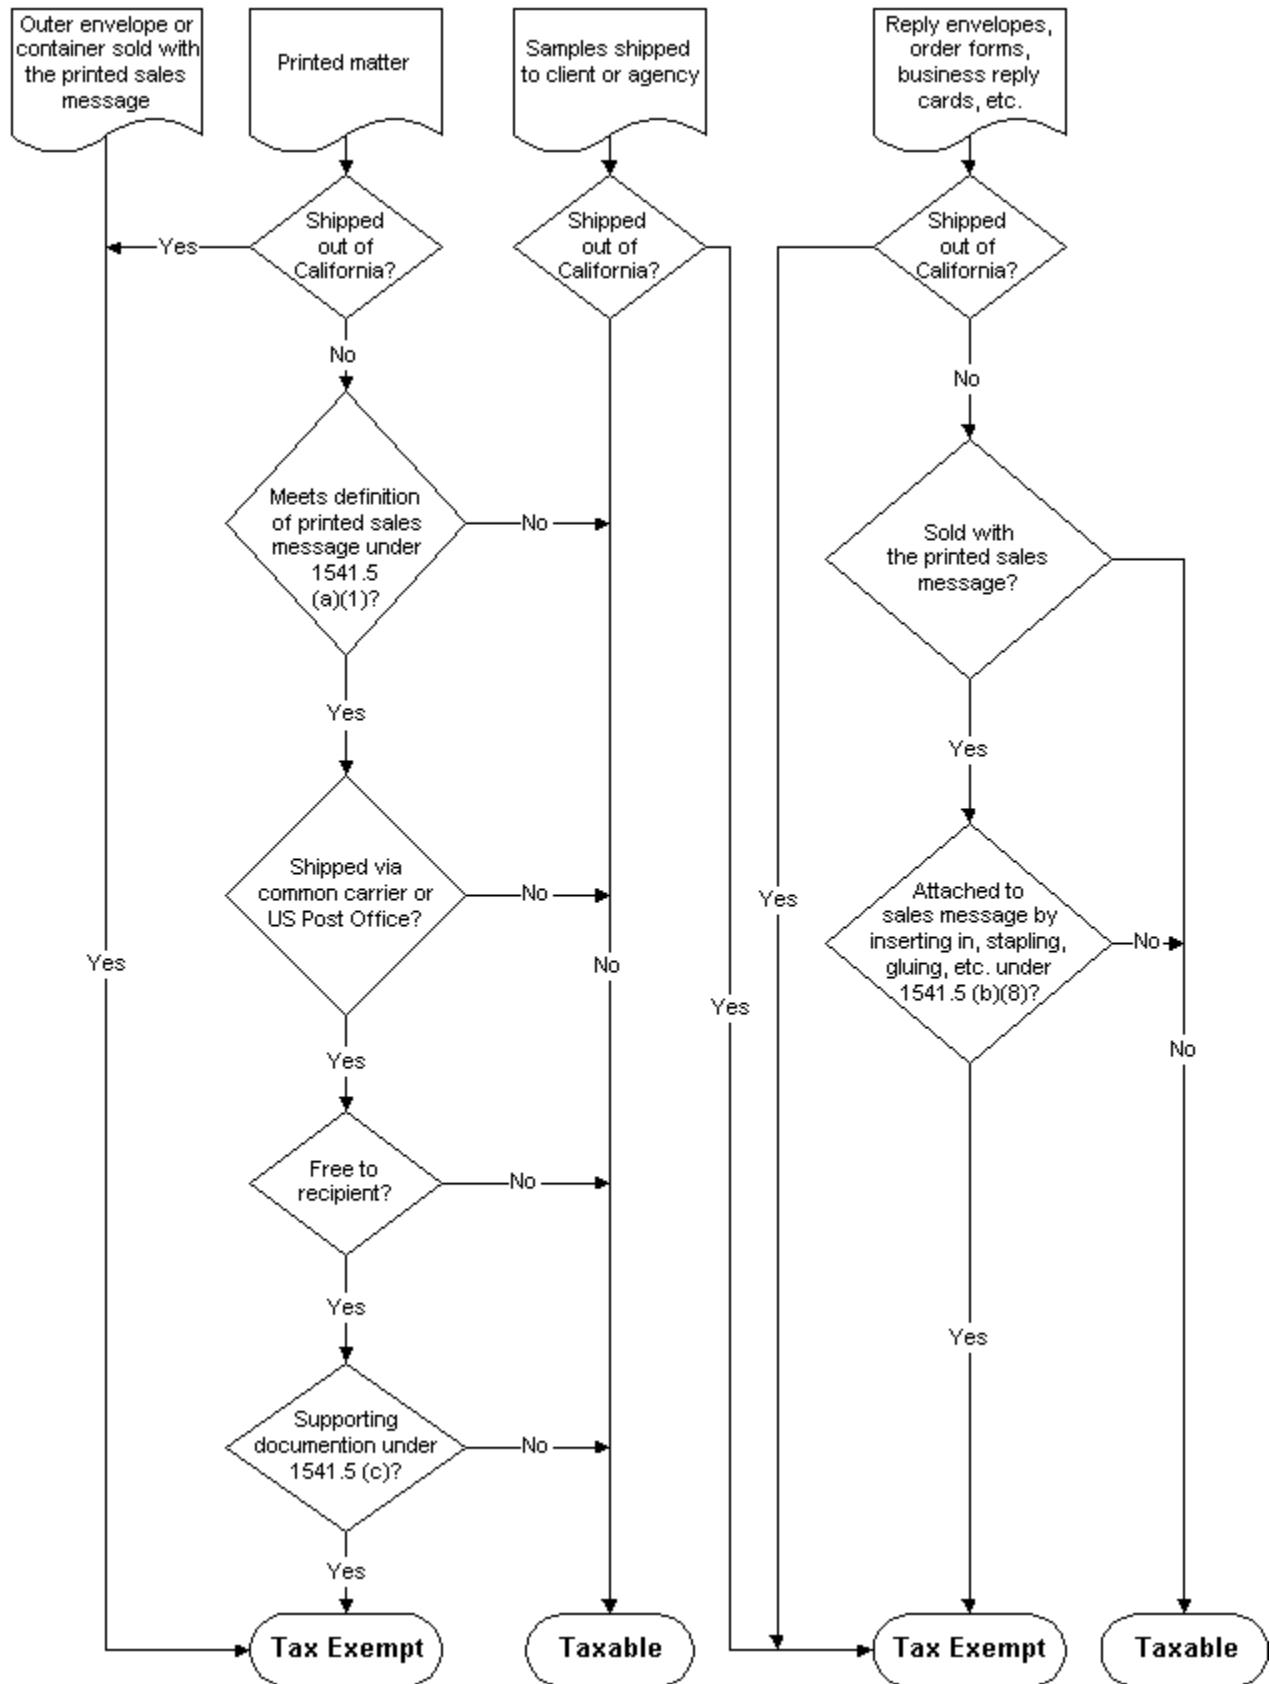 Outer envelope or
container sold with
the printed sales
message
Printed matter
Samples shipped
to client or agency
Reply envelopes,
order forms,
business reply
cards, etc.
Shipped
out of
California?
Yes
No
Shipped
out of
California?
Shipped
out of
California?
No
Meets definition
of printed sales
message under
1541.5
(a)(1)?
No
Yes
Sold with
the printed sales
message?
Yes
Shipped via
common carrier or
US Post Office?
No
Yes
Yes
No
Yes
Yes
Attached to
sales message by
inserting in, stapling,
gluing, etc. under
1541.5 (b)(8)?
No
No
Free to
recipient?
No
Yes
Yes
Supporting
documention under
1541.5 (c)?
No
Yes
Tax Exempt
Taxable
Tax Exempt
Taxable